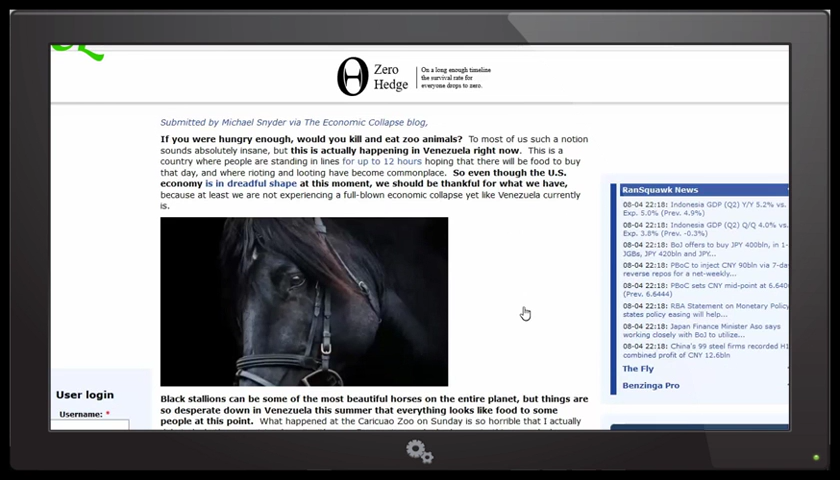 Zero
Hedge
On a long enough timeline
the survival rate for
everyone drops to zero.
Submitted by Michael Snyder via The Economic Collapse blog,
If you were hungry enough, would you kill and eat zoo animals? To most of us such a notion
sounds absolutely insane, but this is actually happening in Venezuela right now. This is a
country where people are standing in lines for up to 12 hours hoping that there will be food to buy
that day, and where rioting and looting have become commonplace. So even though the U.S.
economy is in dreadful shape at this moment, we should be thankful for what we have,
because at least we are not experiencing a full-blown economic collapse yet like Venezuela currently
is.
Black stallions can be some of the most beautiful horses on the entire planet, but things are
so desperate down in Venezuela this summer that everything looks like food to some
people at this point. What happened at the Caricuao Zoo on Sunday is so horrible that I actually
User login
Username: *
RanSquawk News
08-04 22:18: Indonesia GDP (Q2) Y/Y 5.2% vs.
Exp. 5.0% (Prev. 4.9%)
08-04 22:18: Indonesia GDP (Q2) Q/Q 4.0% vs.
Exp. 3.8% (Prev. -0.3%)
08-04 22:18: BoJ offers to buy JPY 400bln, in 1-
JGBs, JPY 420bln and JPY...
08-04 22:18: PBoC to inject CNY 90bln via 7-da
reverse repos for a net-weekly...
08-04 22:18: PBoC sets CNY mid-point at 6.640
(Prev. 6.6444)
08-04 22:18: RBA Statement on Monetary Policy
states policy easing will help...
08-04 22:18: Japan Finance Minister Aso says
working closely with BoJ to utilize...
08-04 22:18: China's 99 steel firms recorded H1
combined profit of CNY 12.6bln
The Fly
Benzinga Pro